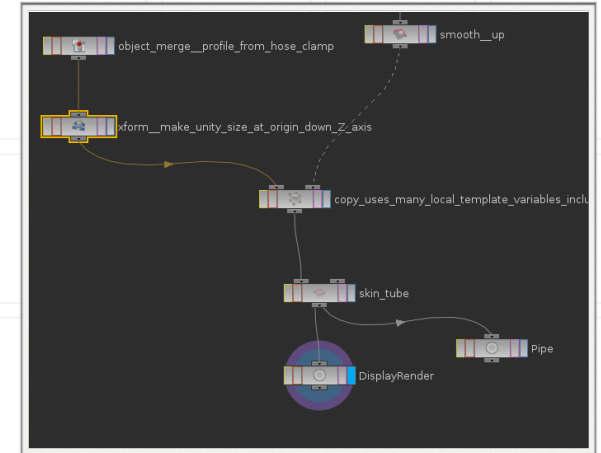 object_merge__profile_from_hose_clamp
smooth__up
xform__make_unity_size_at_origin_down_Z_axis
copy_uses_many_local_template_variables_inclu
skin_tube
Pipe
DisplayRender